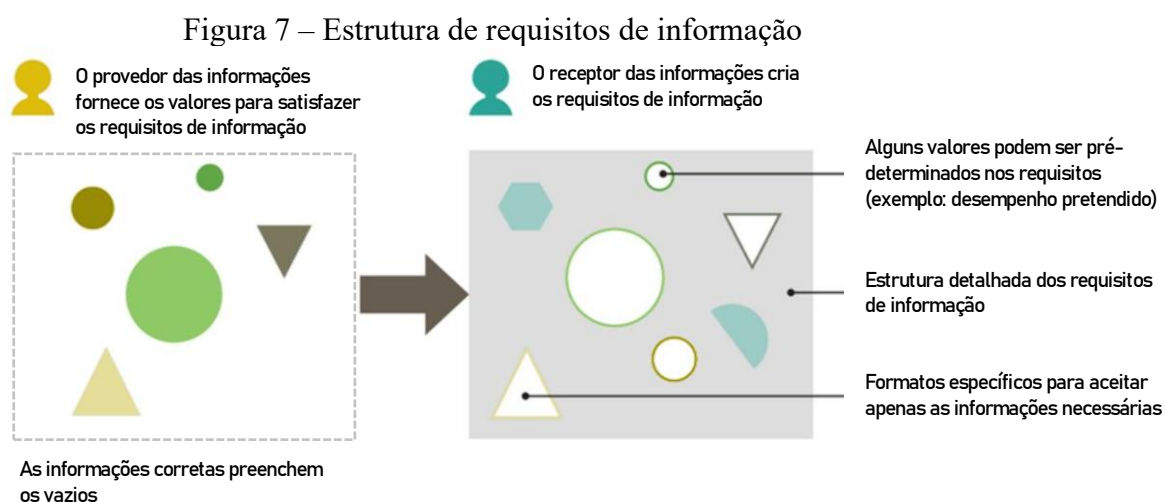 Figura 7 – Estrutura de requisitos de informação
O provedor das informações
fornece os valores para satisfazer
os requisitos de informação
O receptor das informações cria
os requisitos de informação
Alguns valores podem ser pré-
determinados nos requisitos
(exemplo: desempenho pretendido)
Estrutura detalhada dos requisitos
de informação
Formatos específicos para aceitar
apenas as informações necessárias
As informações corretas preenchem
os vazios